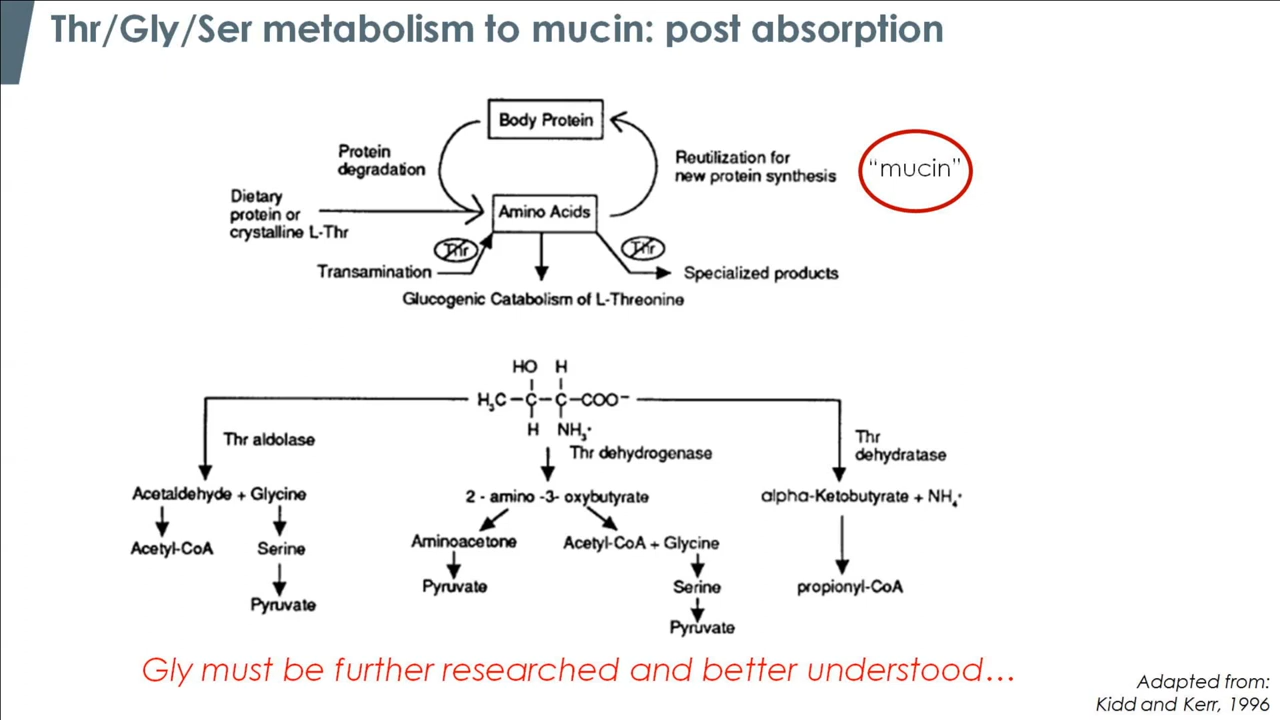 Thr/Gly/Ser metabolism to mucin: post absorption
Body Protein
Protein
degradation
Reutilization for
new protein synthesis
"mucin"
Dietary
protein or
crystalline L-Thr
Amino Acids
Thr
Thr
Transamination
Specialized products
Glucogenic Catabolism of L-Threonine
HO H
H₃C-C-C-COO⁻
H NH₃⁺
Thr aldolase
Thr dehydrogenase
Thr
dehydratase
Acetaldehyde + Glycine
2 - amino -3- oxybutyrate
alpha-Ketobutyrate + NH₄⁺
Acetyl-CoA
Serine
Aminoacetone
Acetyl-CoA + Glycine
Pyruvate
Pyruvate
Serine
propionyl-CoA
Pyruvate
Gly must be further researched and better understood...
Adapted from:
Kidd and Kerr, 1996